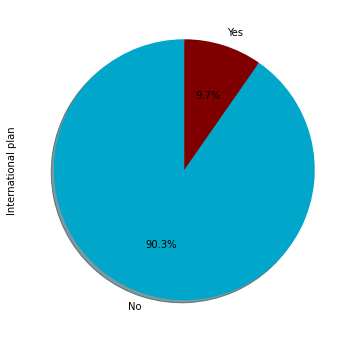 Yes
9.7%
International plan
90.3%
No